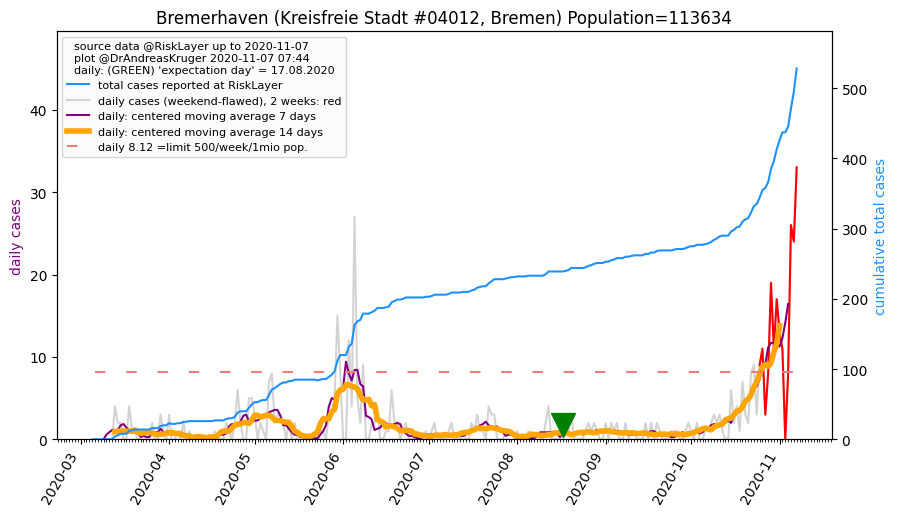 Bremerhaven (Kreisfreie Stadt #04012, Bremen) Population=113634
source data @RiskLayer up to 2020-11-07
plot @DrAndreasKruger 2020-11-07 07:44
daily: (GREEN) 'expectation day' = 17.08.2020
total cases reported at RiskLayer
daily cases (weekend-flawed), 2 weeks: red
daily: centered moving average 7 days
daily: centered moving average 14 days
daily 8.12 =limit 500/week/1mio pop.
daily cases
40
30
20
10
0
cumulative total cases
500
400
300
200
100
0
2020-03
2020-04
2020-05
2020-06
2020-07
2020-08
2020-09
2020-10
2020-11